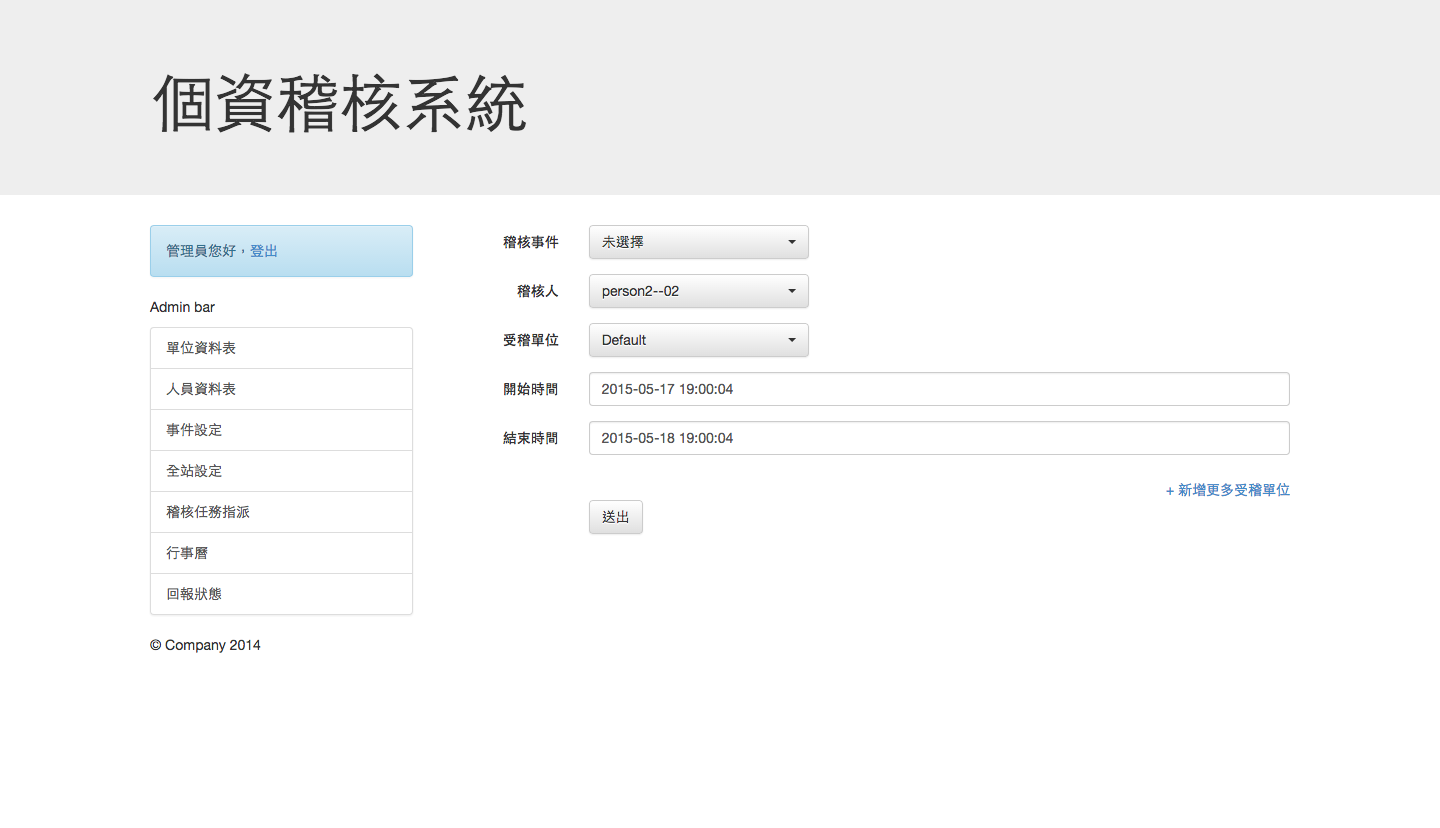 個資稽核系統
管理員您好，登出
Admin bar
單位資料表
人員資料表
事件設定
全站設定
稽核任務指派
行事曆
回報狀態
© Company 2014
稽核事件
未選擇
稽核人
person2--02
受稽單位
Default
開始時間
2015-05-17 19:00:04
結束時間
2015-05-18 19:00:04
+ 新增更多受稽單位
送出